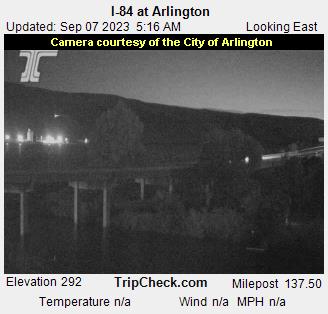 I-84 at Arlington
Updated: Sep 07 2023 5:16 AM Looking East
Camera courtesy of the City of Arlington
Elevation 292 TripCheck.com Milepost 137.50
Temperature n/a Wind n/a MPH n/a